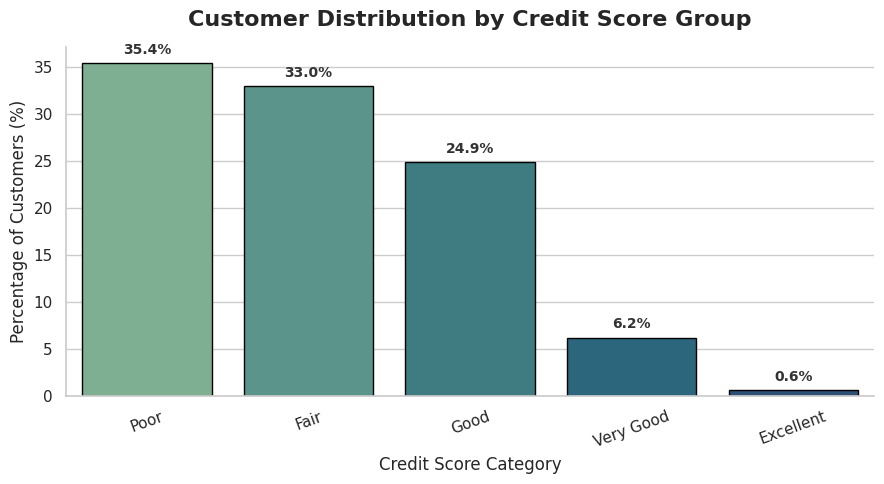 Customer Distribution by Credit Score Group
Percentage of Customers (%)
35
30
25
20
15
10
5
0
35.4%
33.0%
24.9%
6.2%
0.6%
Poor
Fair
Good
Very Good
Excellent
Credit Score Category